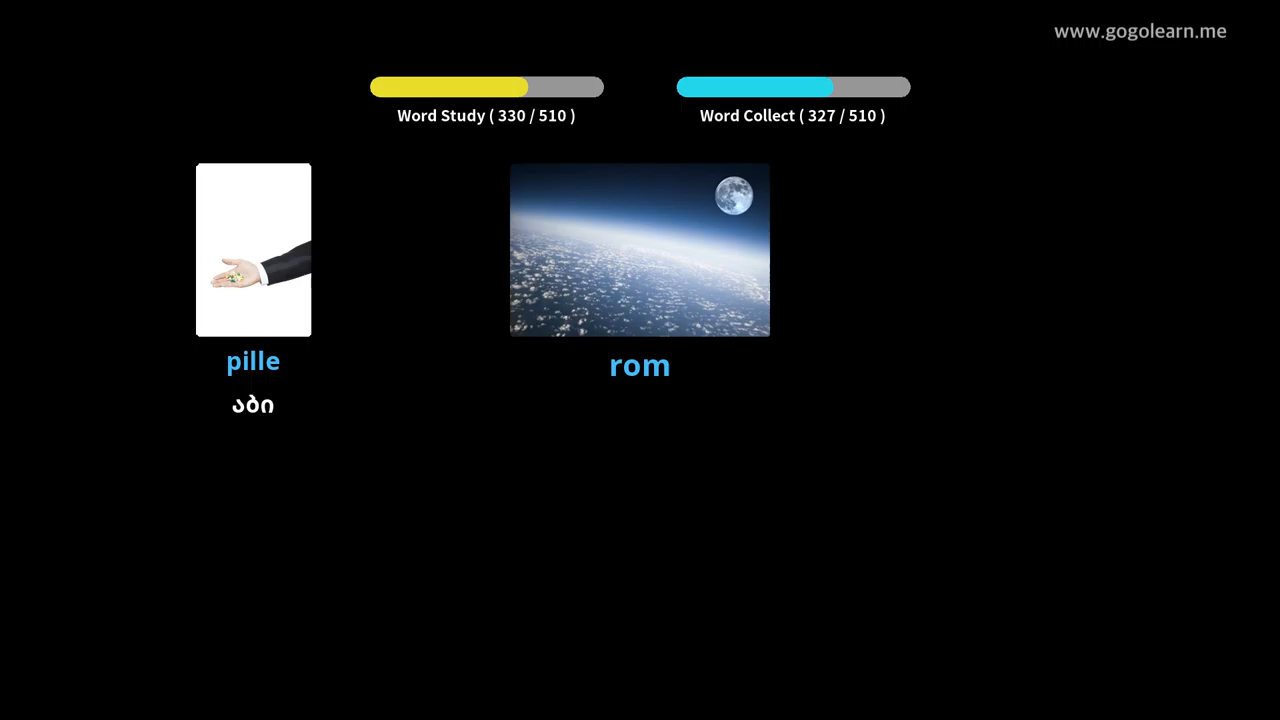 www.gogolearn.me
Word Study ( 330 / 510 )
Word Collect ( 327 / 510 )
pille
აბი
rom